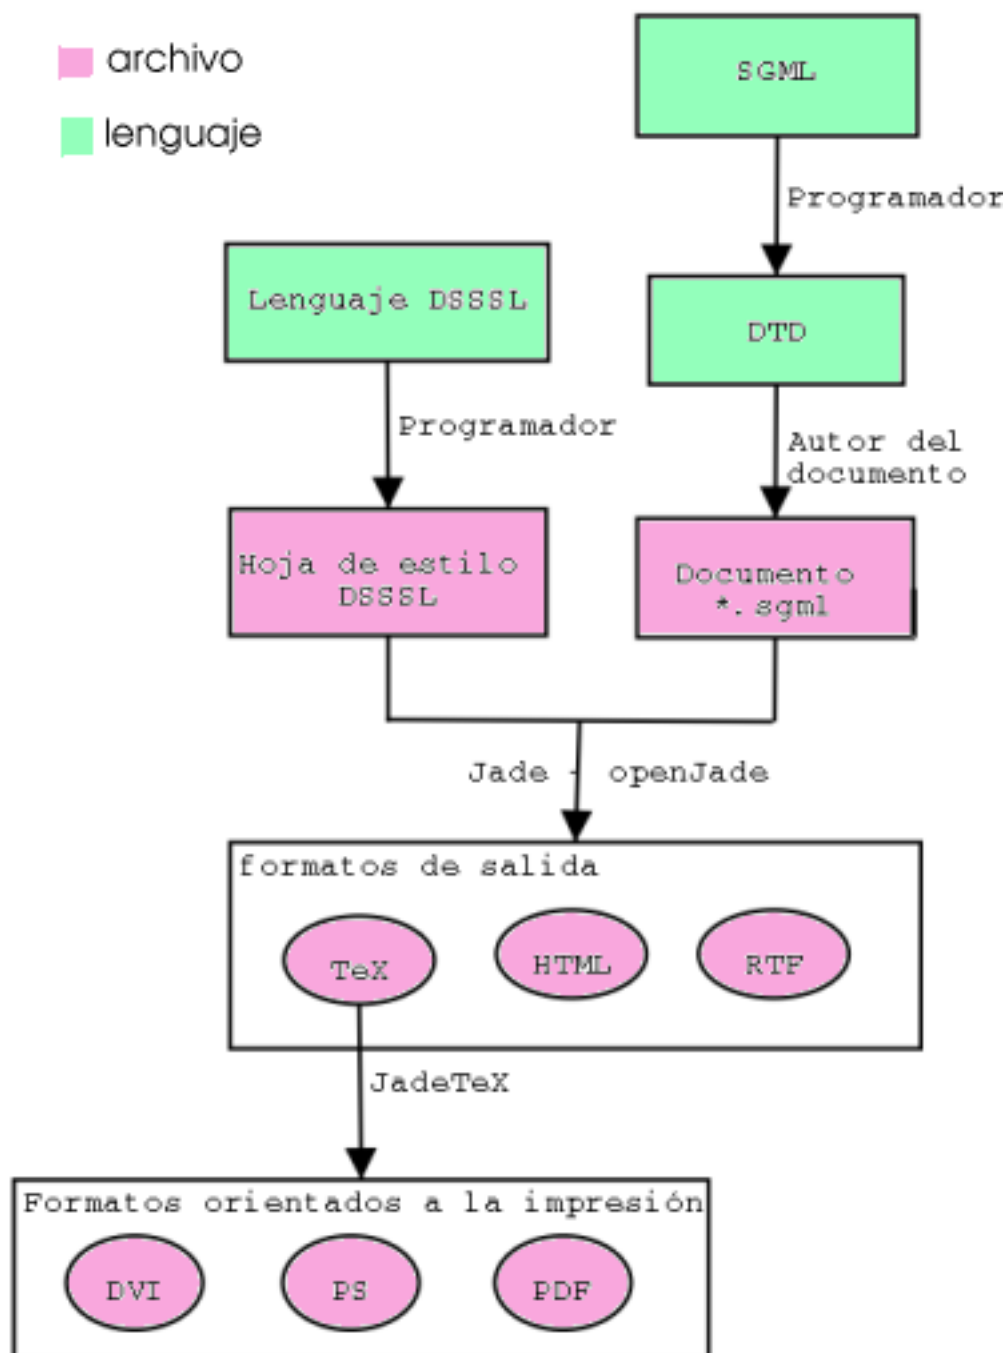 archivo
lenguaje
SGML
Programador
Lenguaje DSSSL
DTD
Programador
Autor del
documento
Hoja de estilo
DSSSL
Documento
*.sgml
Jade - openJade
formatos de salida
TeX
HTML
RTF
JadeTeX
Formatos orientados a la impresión
DVI
PS
PDF